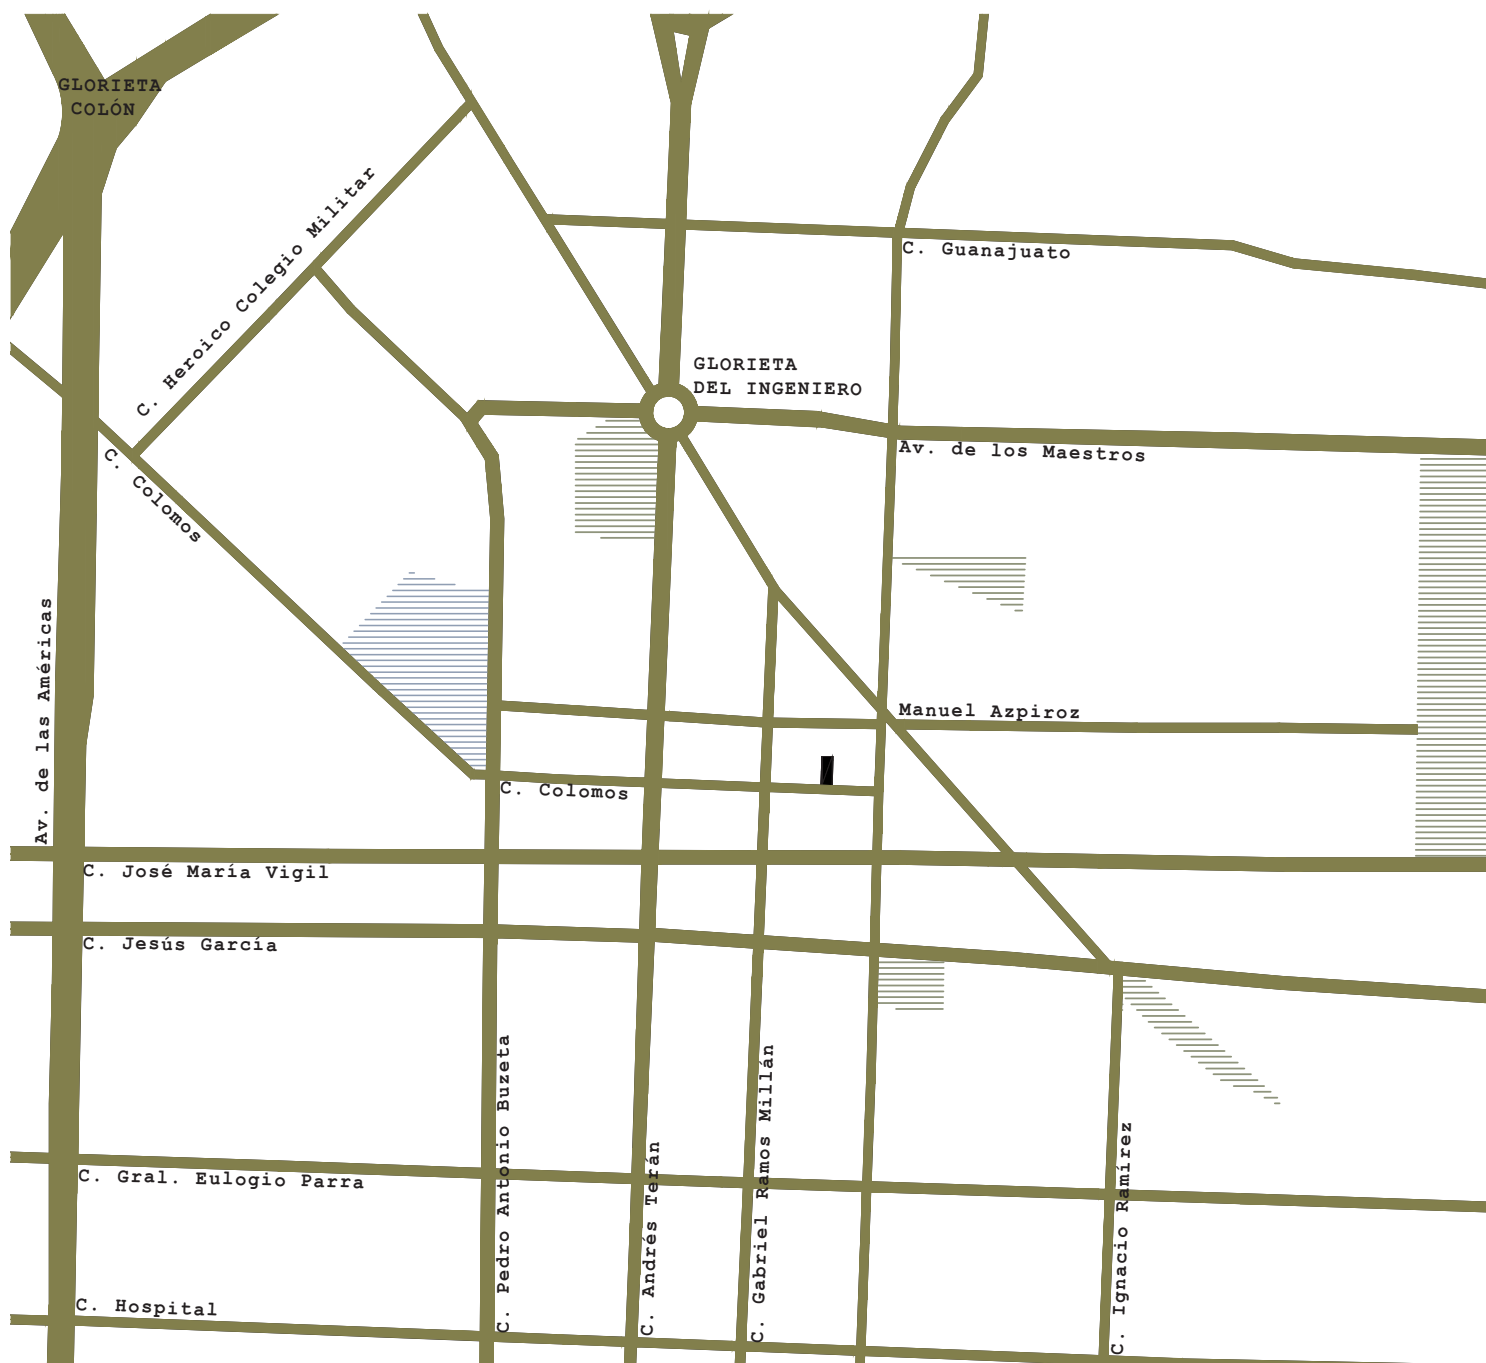 GLORIETA
COLÓN
C. Heroico Colegio Militar
C. Guanajuato
GLORIETA
DEL INGENIERO
Av. de los Maestros
C. Colomos
Av. de las Américas
Manuel Azpiroz
C. Colomos
C. José María Vigil
C. Jesús García
C. Pedro Antonio Buzeta
C. Andrés Terán
C. Gabriel Ramos Millán
C. Ignacio Ramírez
C. Gral. Eulogio Parra
C. Hospital